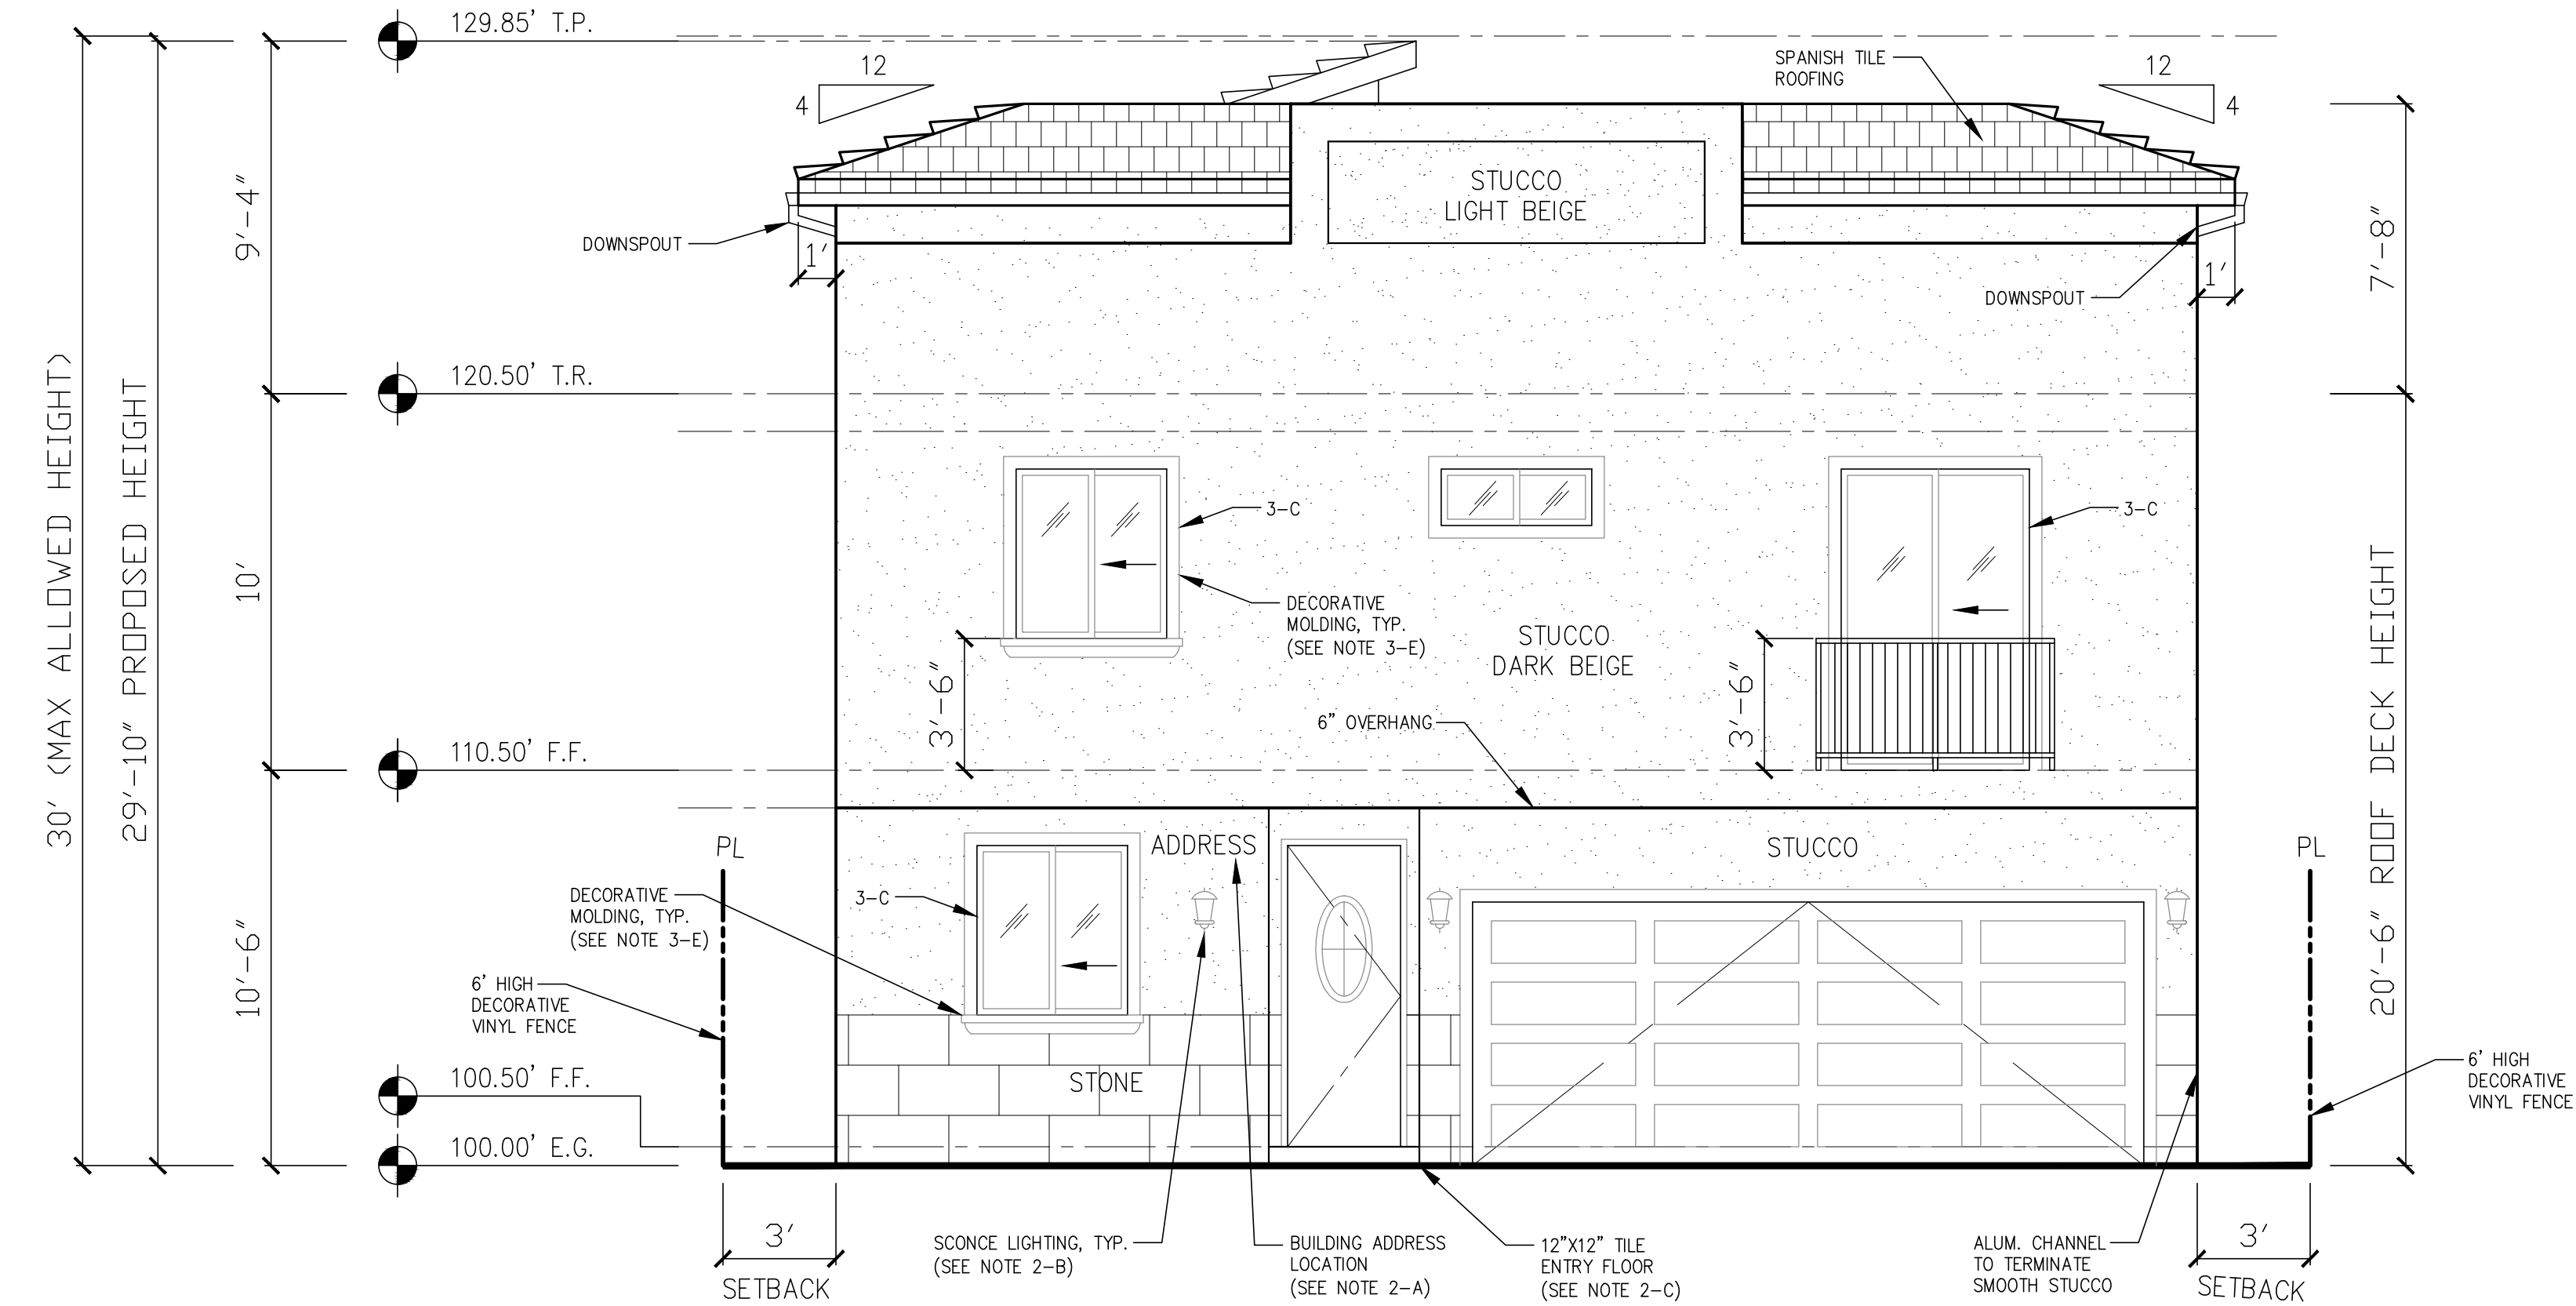 129.85' T.P.
12
4
SPANISH TILE
ROOFING
12
4
STUCCO
LIGHT BEIGE
DOWNSPOUT
1'
9'-4"
7'-8"
1'
DOWNSPOUT
120.50' T.R.
30' (MAX ALLOWED HEIGHT)
29'-10" PROPOSED HEIGHT
10'
3-C
3-C
DECORATIVE
MOLDING, TYP.
(SEE NOTE 3-E)
STUCCO
DARK BEIGE
3'-6"
3'-6"
6" OVERHANG
20'-6" ROOF DECK HEIGHT
110.50' F.F.
PL
ADDRESS
STUCCO
PL
DECORATIVE
MOLDING, TYP.
(SEE NOTE 3-E)
3-C
10'-6"
6' HIGH
DECORATIVE
VINYL FENCE
100.50' F.F.
STONE
6' HIGH
DECORATIVE
VINYL FENCE
100.00' E.G.
3'
SETBACK
SCONCE LIGHTING, TYP.
(SEE NOTE 2-B)
BUILDING ADDRESS
LOCATION
(SEE NOTE 2-A)
12"X12" TILE
ENTRY FLOOR
(SEE NOTE 2-C)
ALUM. CHANNEL
TO TERMINATE
SMOOTH STUCCO
3'
SETBACK